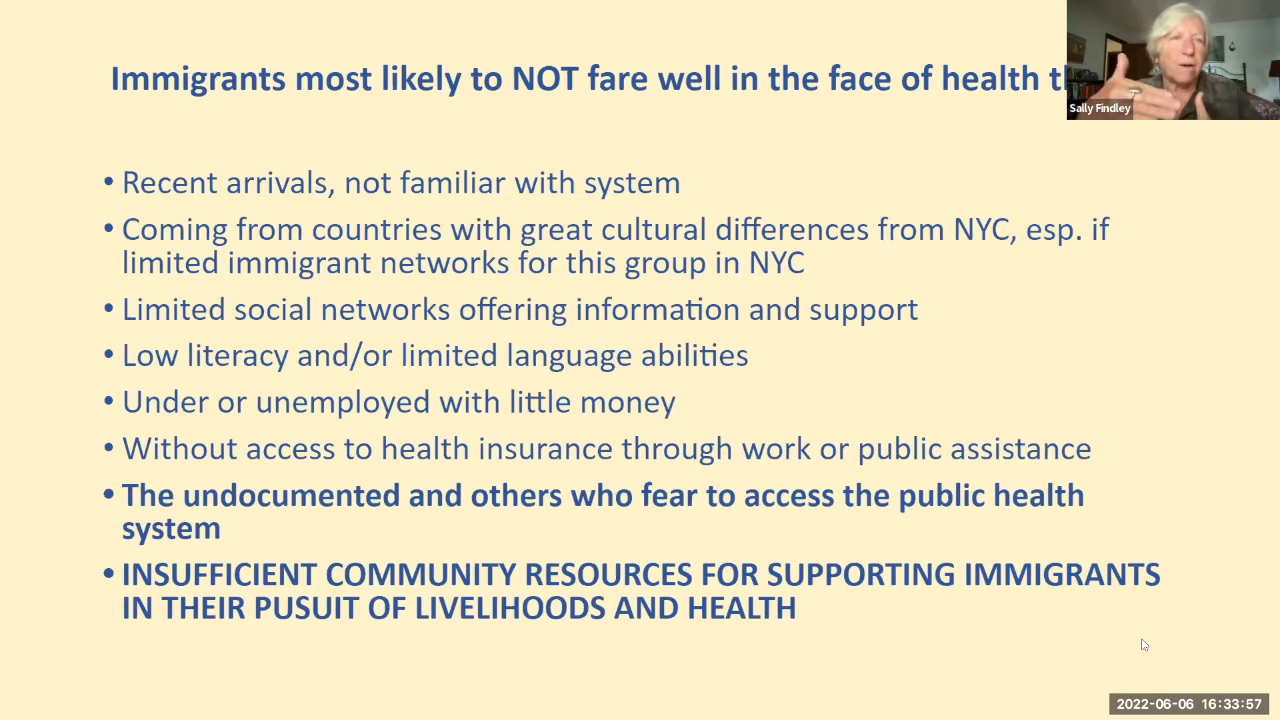 Immigrants most likely to NOT fare well in the face of health
Sally Findley
• Recent arrivals, not familiar with system
• Coming from countries with great cultural differences from NYC, esp. if
limited immigrant networks for this group in NYC
• Limited social networks offering information and support
• Low literacy and/or limited language abilities
• Under or unemployed with little money
• Without access to health insurance through work or public assistance
• The undocumented and others who fear to access the public health
system
• INSUFFICIENT COMMUNITY RESOURCES FOR SUPPORTING IMMIGRANTS
IN THEIR PUSUIT OF LIVELIHOODS AND HEALTH
2022-06-06 16:33:57